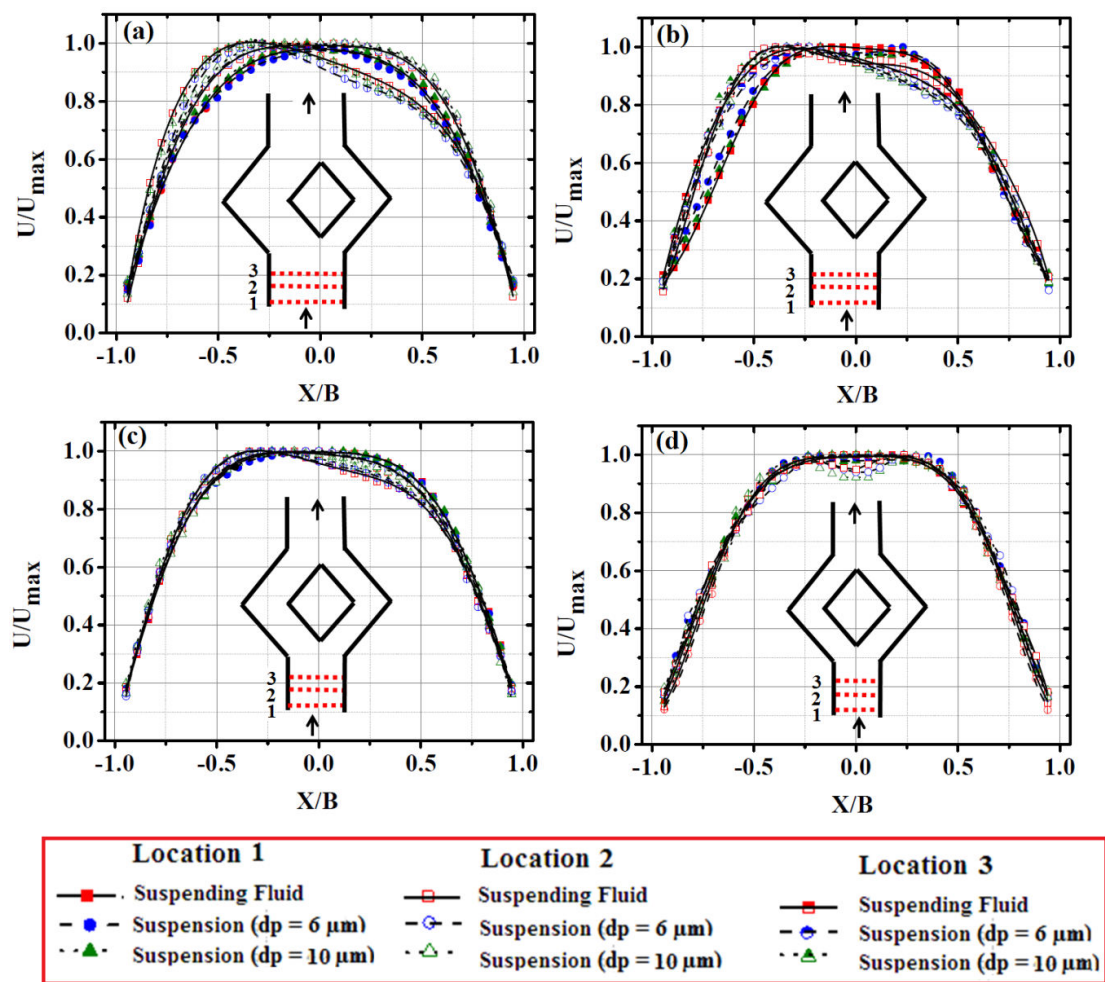 (a)
(b)
1.0
0.8
0.6
0.4
0.2
0.0
U/Umax
3
2
1
-1.0 -0.5 0.0 0.5 1.0
X/B
1.0
0.8
0.6
0.4
0.2
0.0
U/Umax
3
2
1
-1.0 -0.5 0.0 0.5 1.0
X/B
(c)
(d)
1.0
0.8
0.6
0.4
0.2
0.0
U/Umax
3
2
1
-1.0 -0.5 0.0 0.5 1.0
X/B
1.0
0.8
0.6
0.4
0.2
0.0
U/Umax
3
2
1
-1.0 -0.5 0.0 0.5 1.0
X/B
Location 1
Suspending Fluid
Suspension (dp = 6 μm)
Suspension (dp = 10 μm)
Location 2
Suspending Fluid
Suspension (dp = 6 μm)
Suspension (dp = 10 μm)
Location 3
Suspending Fluid
Suspension (dp = 6 μm)
Suspension (dp = 10 μm)